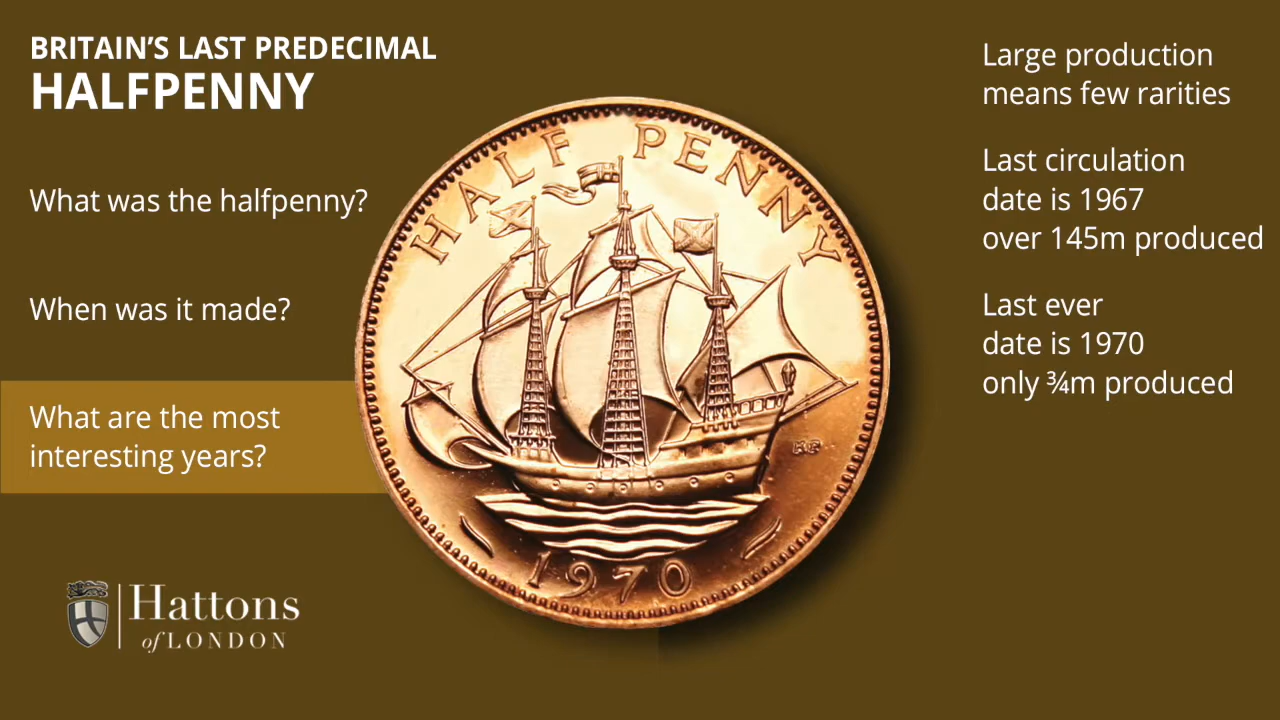 BRITAIN’S LAST PREDECIMAL
HALFPENNY
What was the halfpenny?
When was it made?
What are the most
interesting years?
Hattons
of LONDON
HALF PENNY
1970
Large production
means few rarities
Last circulation
date is 1967
over 145m produced
Last ever
date is 1970
only ¾m produced